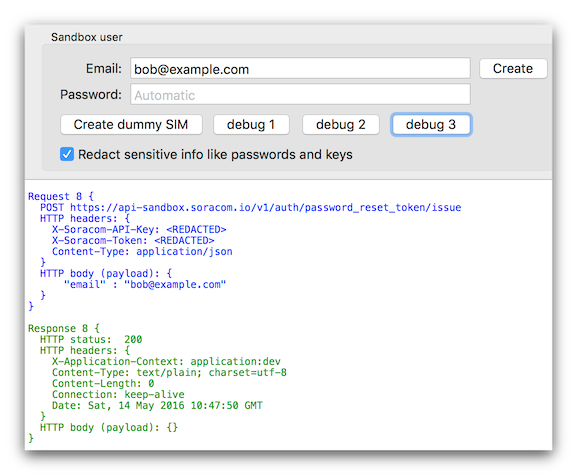 Sandbox user
Email: bob@example.com Create
Password: Automatic
Create dummy SIM debug 1 debug 2 debug 3
Redact sensitive info like passwords and keys
Request 8 {
POST https://api-sandbox.soracom.io/v1/auth/password_reset_token/issue
HTTP headers: {
X-Soracom-API-Key: <REDACTED>
X-Soracom-Token: <REDACTED>
Content-Type: application/json
}
HTTP body (payload): {
"email" : "bob@example.com"
}
}
Response 8 {
HTTP status:  200
HTTP headers: {
X-Application-Context: application:dev
Content-Type: text/plain; charset=utf-8
Content-Length: 0
Connection: keep-alive
Date: Sat, 14 May 2016 10:47:50 GMT
}
HTTP body (payload): {}
}